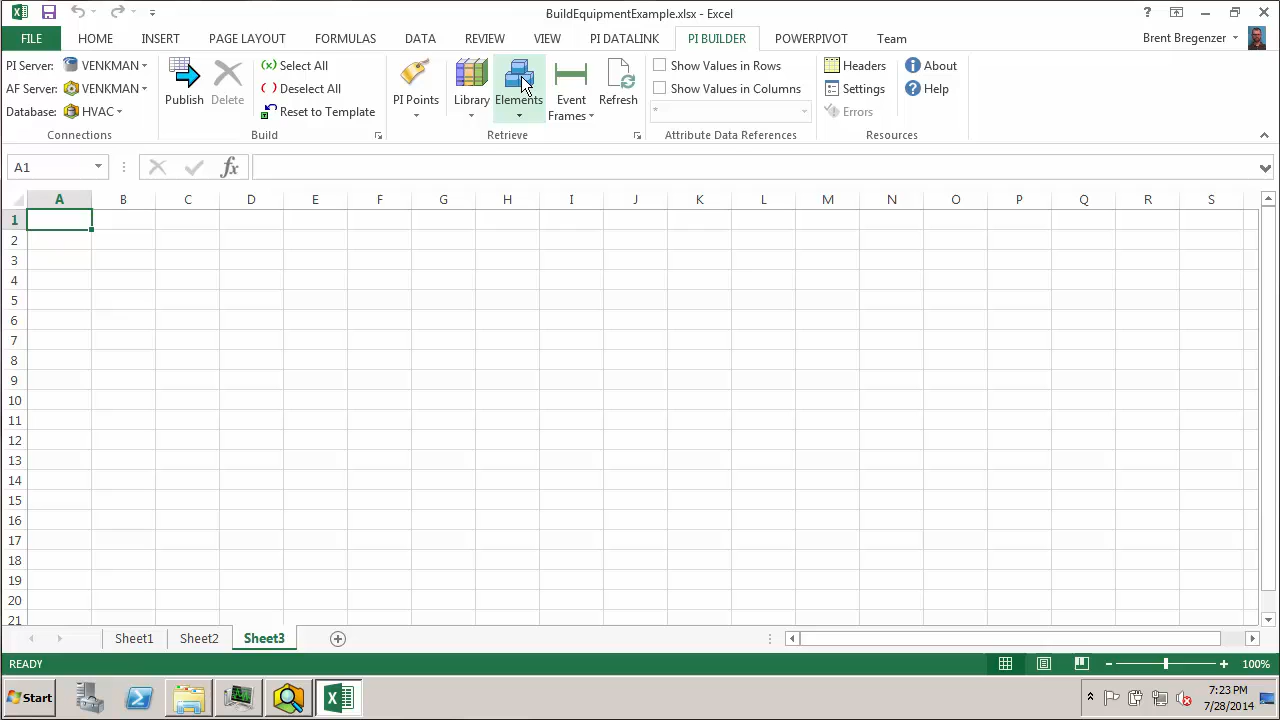 BuildEquipmentExample.xlsx - Excel
FILE HOME INSERT PAGE LAYOUT FORMULAS DATA REVIEW VIEW PI DATALINK PI BUILDER POWERPIVOT Team Brent Bregenzer
PI Server: VENKMAN
AF Server: VENKMAN
Database: HVAC
Connections
Publish
Delete
(x) Select All
( ) Deselect All
Reset to Template
Build
PI Points
Library
Elements
Event
Frames
Refresh
Retrieve
Show Values in Rows
Show Values in Columns
*
Attribute Data References
Headers
Settings
Errors
About
Help
Resources
A1 fx
A B C D E F G H I J K L M N O P Q R S
1
2
3
4
5
6
7
8
9
10
11
12
13
14
15
16
17
18
19
20
21
Sheet1 Sheet2 Sheet3
READY 100%
Start 7:23 PM
7/28/2014